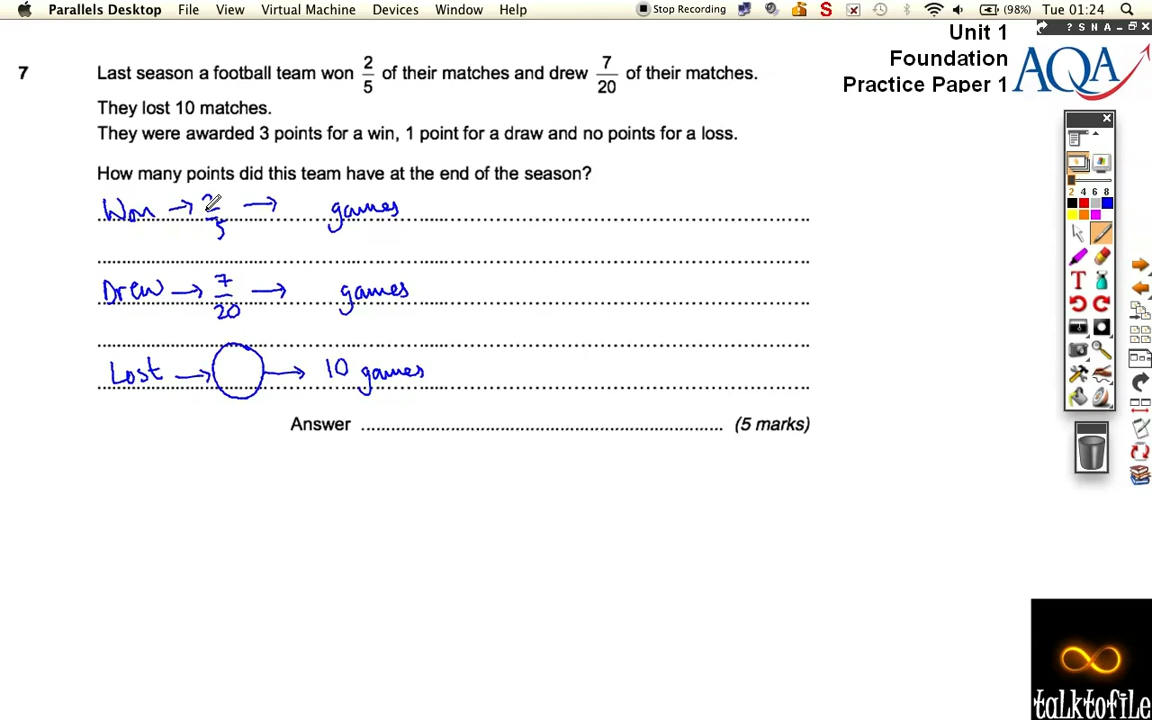 Parallels Desktop File View Virtual Machine Devices Window Help Stop Recording S (98%) Tue 01:24
Unit 1
Foundation
Practice Paper 1
AQA
? S N A
7 Last season a football team won 2/5 of their matches and drew 7/20 of their matches.
They lost 10 matches.
They were awarded 3 points for a win, 1 point for a draw and no points for a loss.
How many points did this team have at the end of the season?
Won → 2/5 → games
Drew → 7/20 → games
Lost → → 10 games
Answer (5 marks)
2 4 6 8
T
talktofile